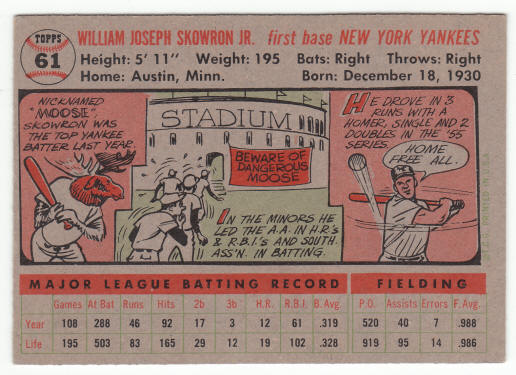 TOPPS
61
WILLIAM JOSEPH SKOWRON JR. first base NEW YORK YANKEES
Height: 5' 11" Weight: 195 Bats: Right Throws: Right
Home: Austin, Minn. Born: December 18, 1930
NICKNAMED
"MOOSE",
SKOWRON WAS
THE TOP YANKEE
BATTER LAST YEAR.
STADIUM
BEWARE OF
DANGEROUS
MOOSE
IN THE MINORS HE
LED THE A.A. IN H.R's
& R.B.I.'s AND SOUTH.
ASS'N. IN BATTING.
HE DROVE IN 3
RUNS WITH A
HOMER, SINGLE AND 2
DOUBLES IN THE '55
SERIES.
HOME
FREE ALL.
MAJOR LEAGUE BATTING RECORD FIELDING
Games At Bat Runs Hits 2b 3b H.R. R.B.I. B. Avg. P.O. Assists Errors F. Avg.
Year 108 288 46 92 17 3 12 61 .319 520 40 7 .988
Life 195 503 83 165 29 12 19 102 .328 919 95 14 .986